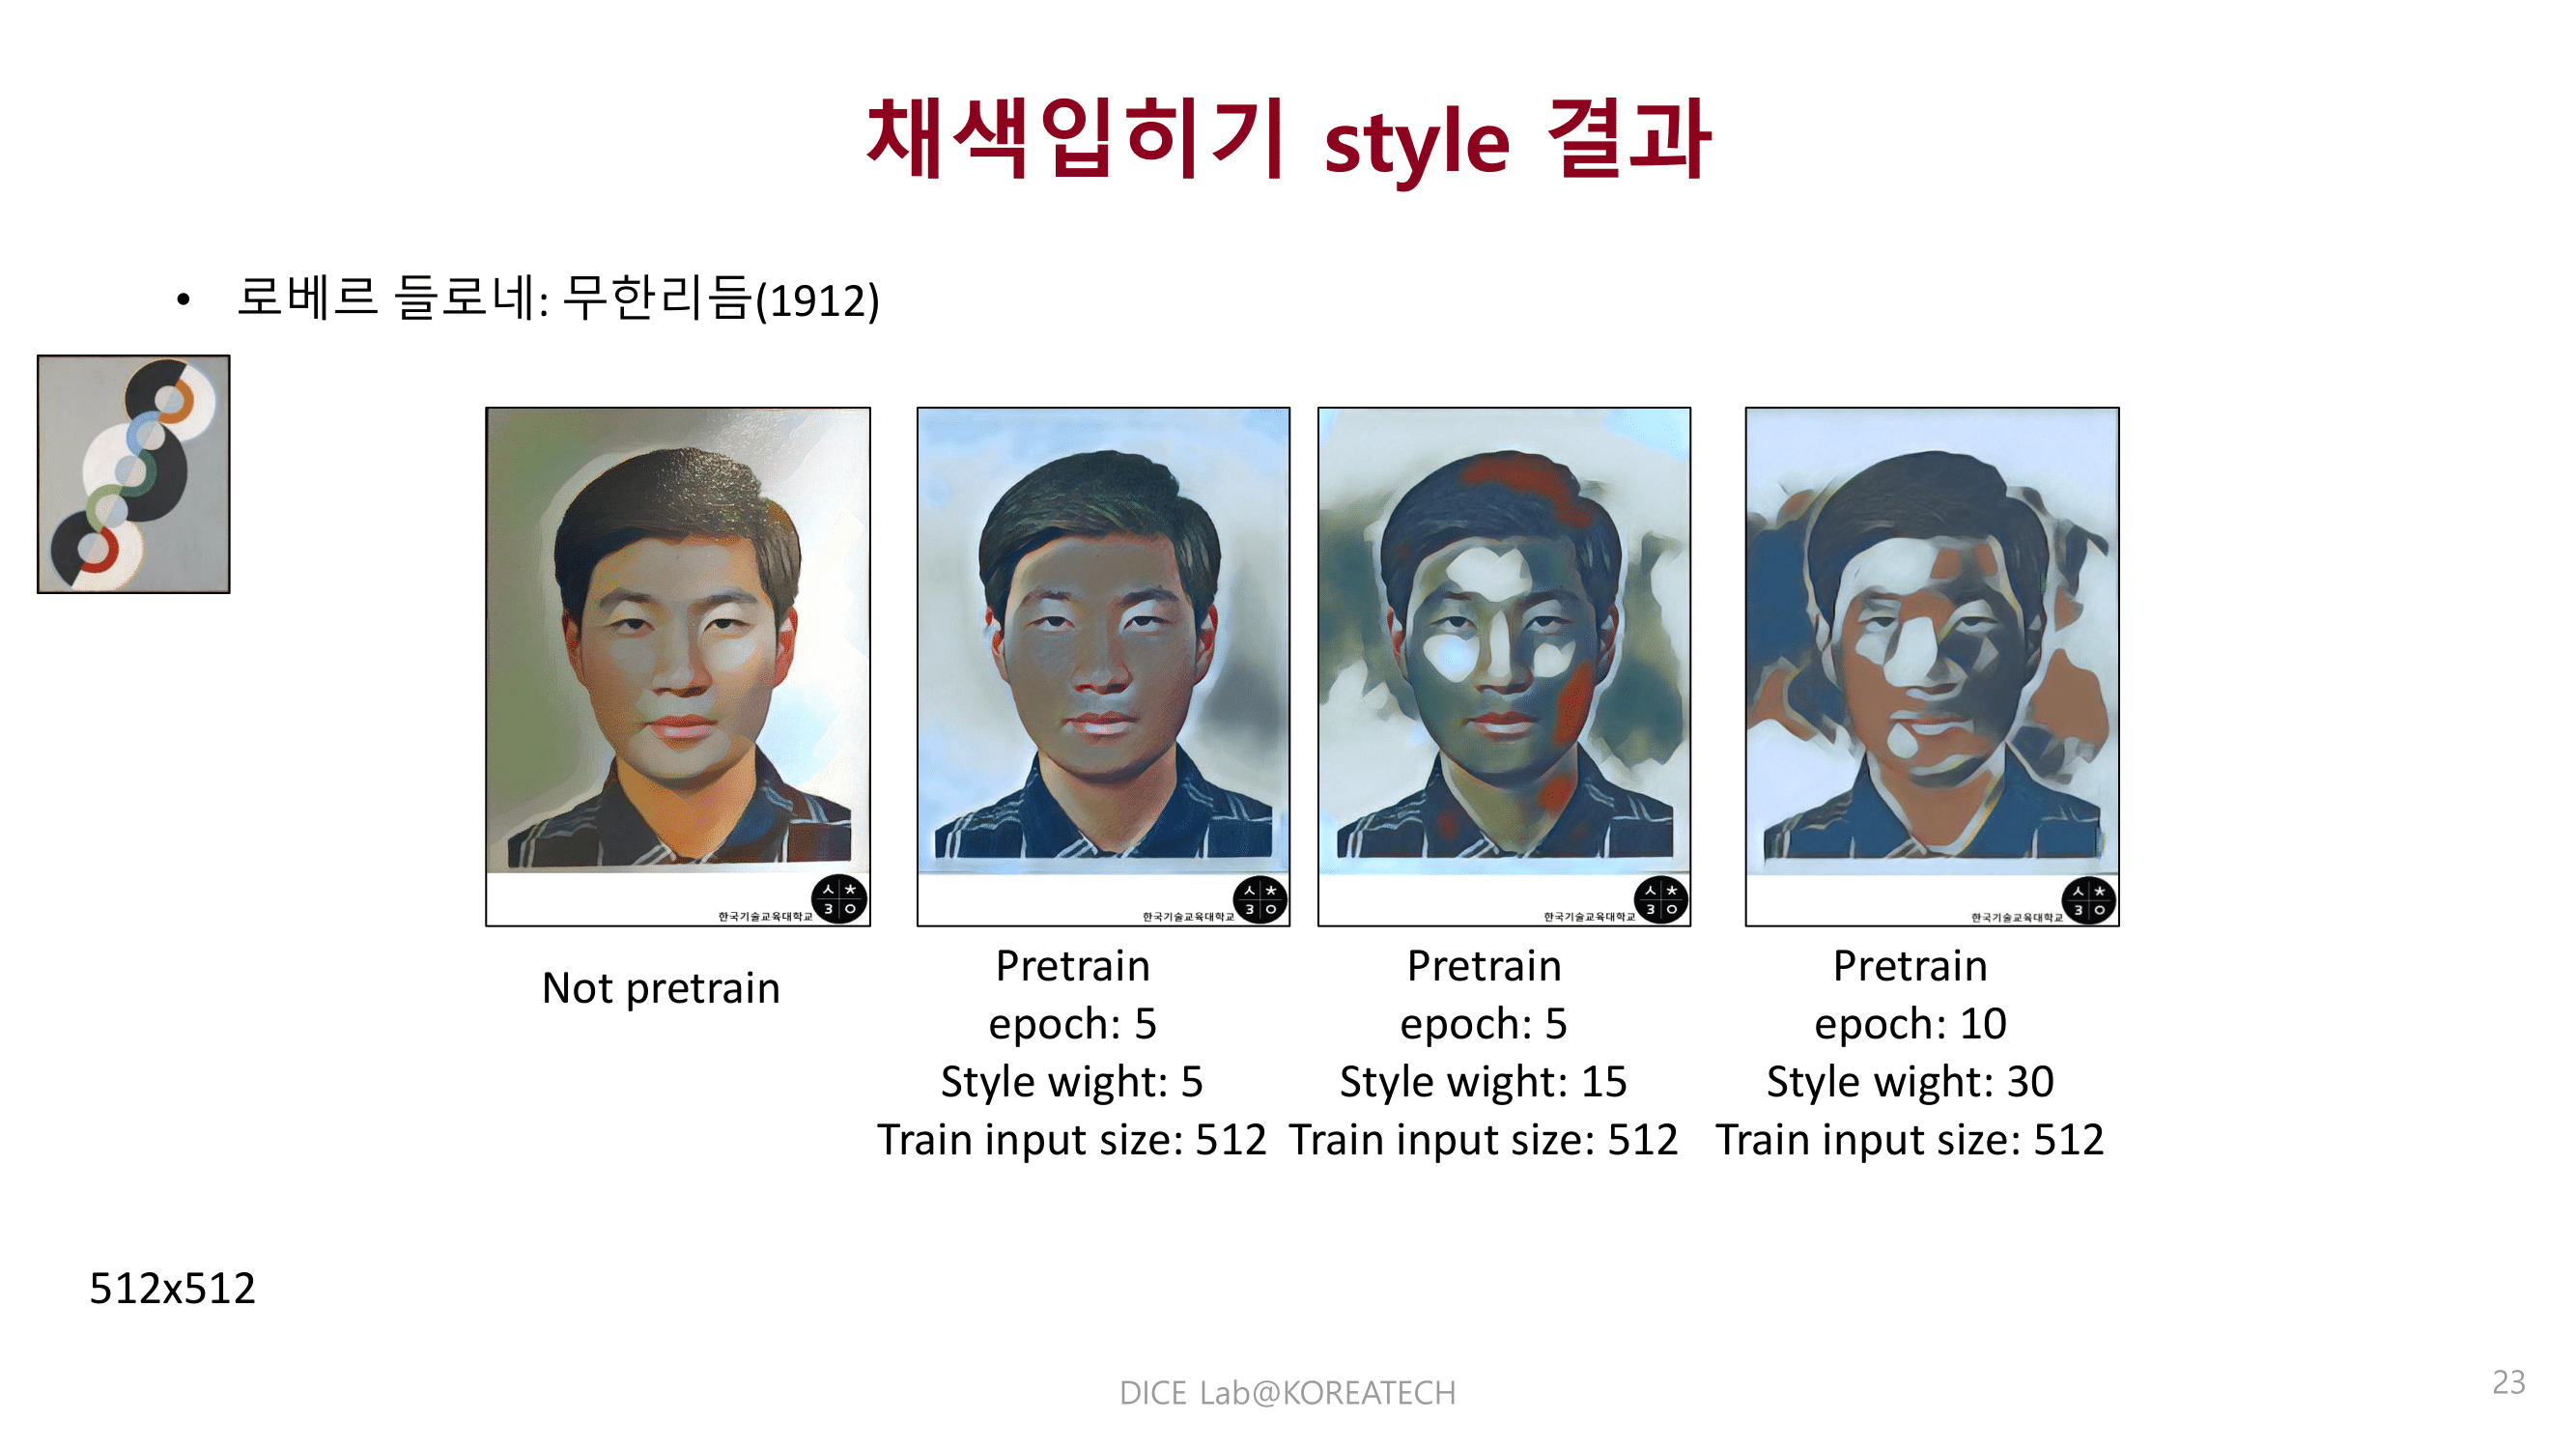 채색입히기 style 결과
• 로베르 들로네: 무한리듬(1912)
한국기술교육대학교
한국기술교육대학교
한국기술교육대학교
한국기술교육대학교
Not pretrain
Pretrain
epoch: 5
Style wight: 5
Train input size: 512
Pretrain
epoch: 5
Style wight: 15
Train input size: 512
Pretrain
epoch: 10
Style wight: 30
Train input size: 512
512x512
DICE Lab@KOREATECH
23